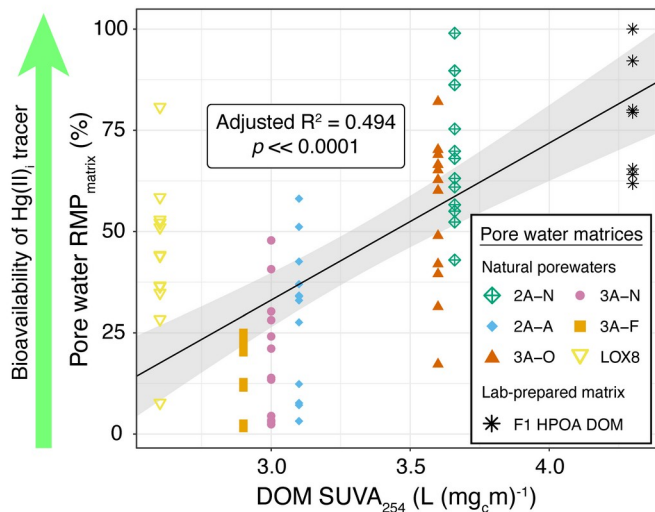 Bioavailability of Hg(II)i tracer
Pore water RMPmatrix (%)
100
75
50
25
0
Adjusted R² = 0.494
p << 0.0001
Pore water matrices
Natural porewaters
2A–N
3A–N
2A–A
3A–F
3A–O
LOX8
Lab-prepared matrix
F1 HPOA DOM
3.0
3.5
4.0
DOM SUVA254 (L (mgcm)-1)